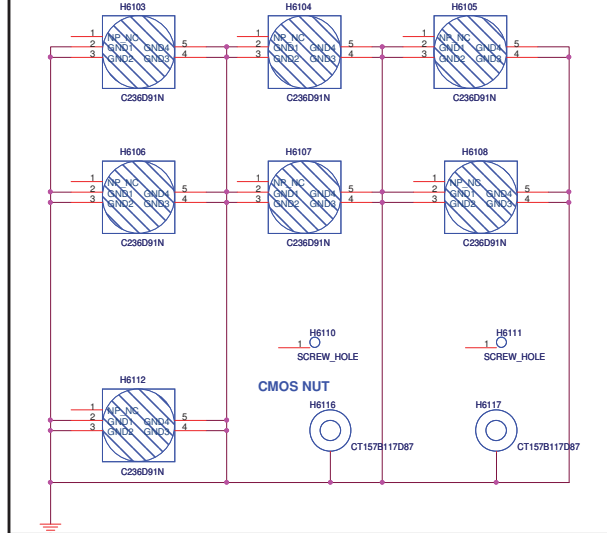 H6103 H6104 H6105
1 NP_NC 1 NP_NC 1 NP_NC
2 GND1 GND4 5 2 GND1 GND4 5 2 GND1 GND4 5
3 GND2 GND3 4 3 GND2 GND3 4 3 GND2 GND3 4
C236D91N C236D91N C236D91N
H6106 H6107 H6108
1 NP_NC 1 NP_NC 1 NP_NC
2 GND1 GND4 5 2 GND1 GND4 5 2 GND1 GND4 5
3 GND2 GND3 4 3 GND2 GND3 4 3 GND2 GND3 4
C236D91N C236D91N C236D91N
H6110 H6111
1 1
SCREW_HOLE SCREW_HOLE
H6112 CMOS NUT
H6116 H6117
1 NP_NC
2 GND1 GND4 5
3 GND2 GND3 4
CT157B117D87 CT157B117D87
C236D91N